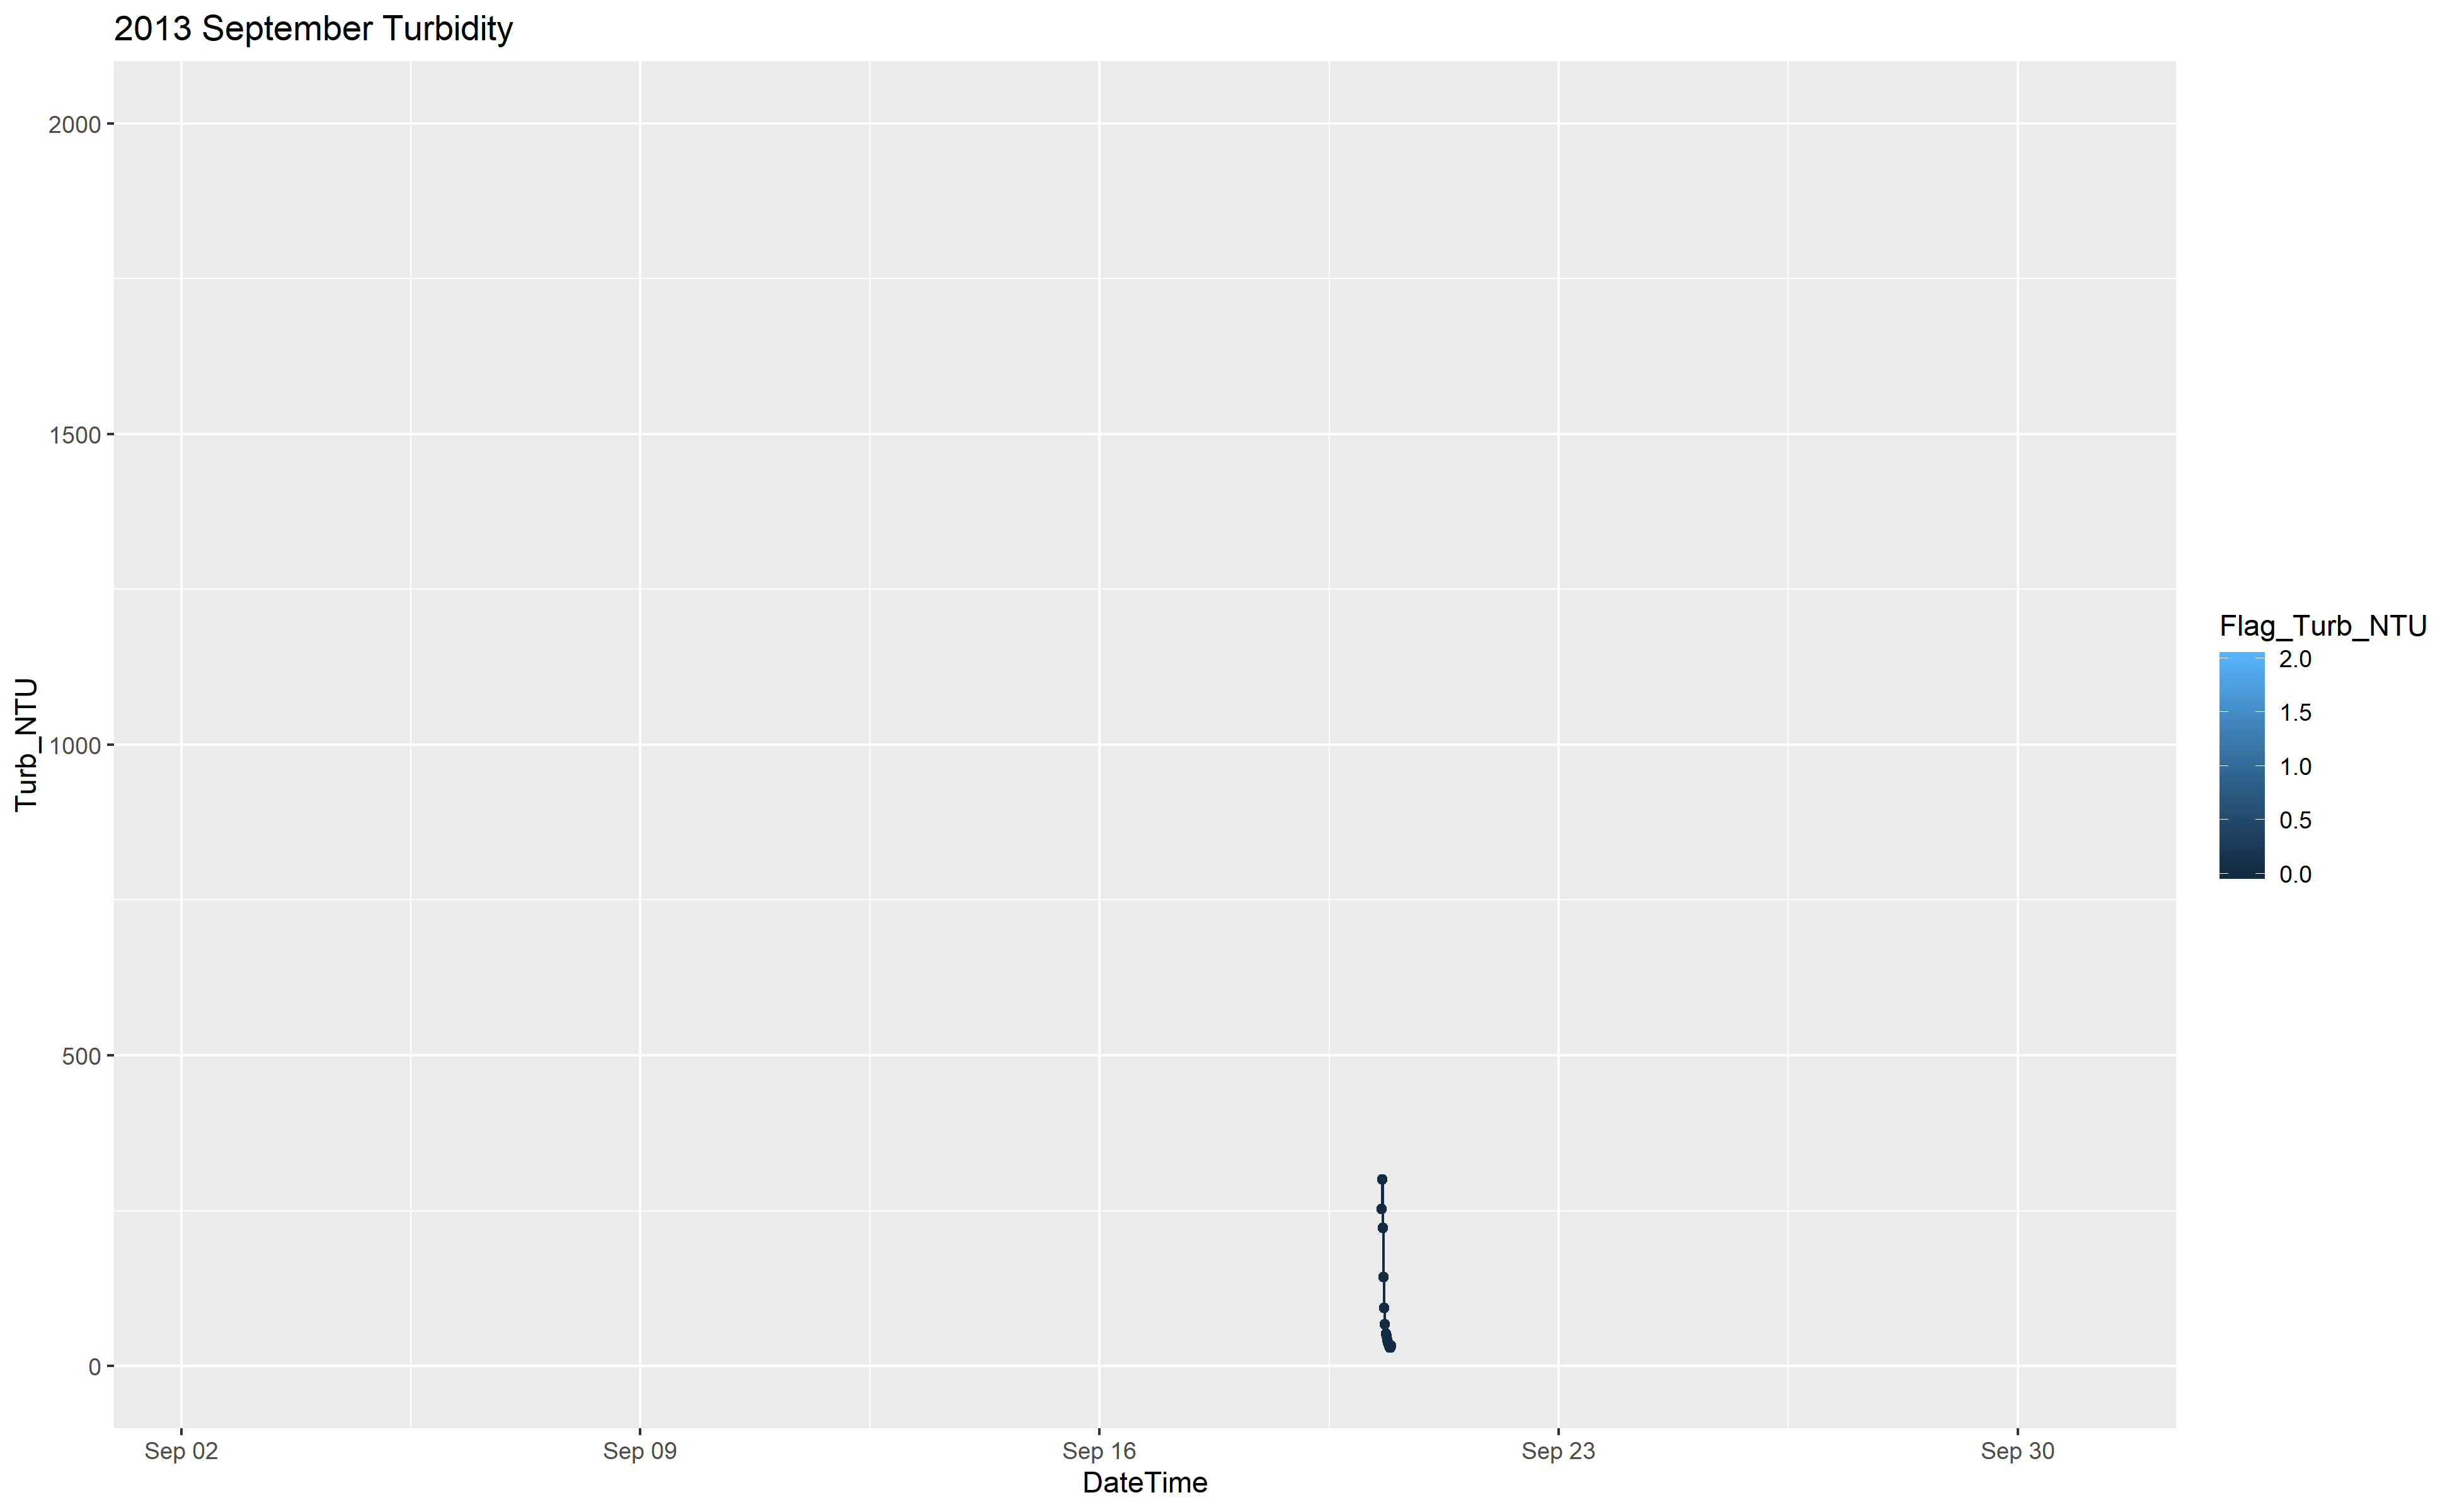 2013 September Turbidity
Turb_NTU
2000
1500
1000
500
0
Sep 02
Sep 09
Sep 16
Sep 23
Sep 30
DateTime
Flag_Turb_NTU
2.0
1.5
1.0
0.5
0.0